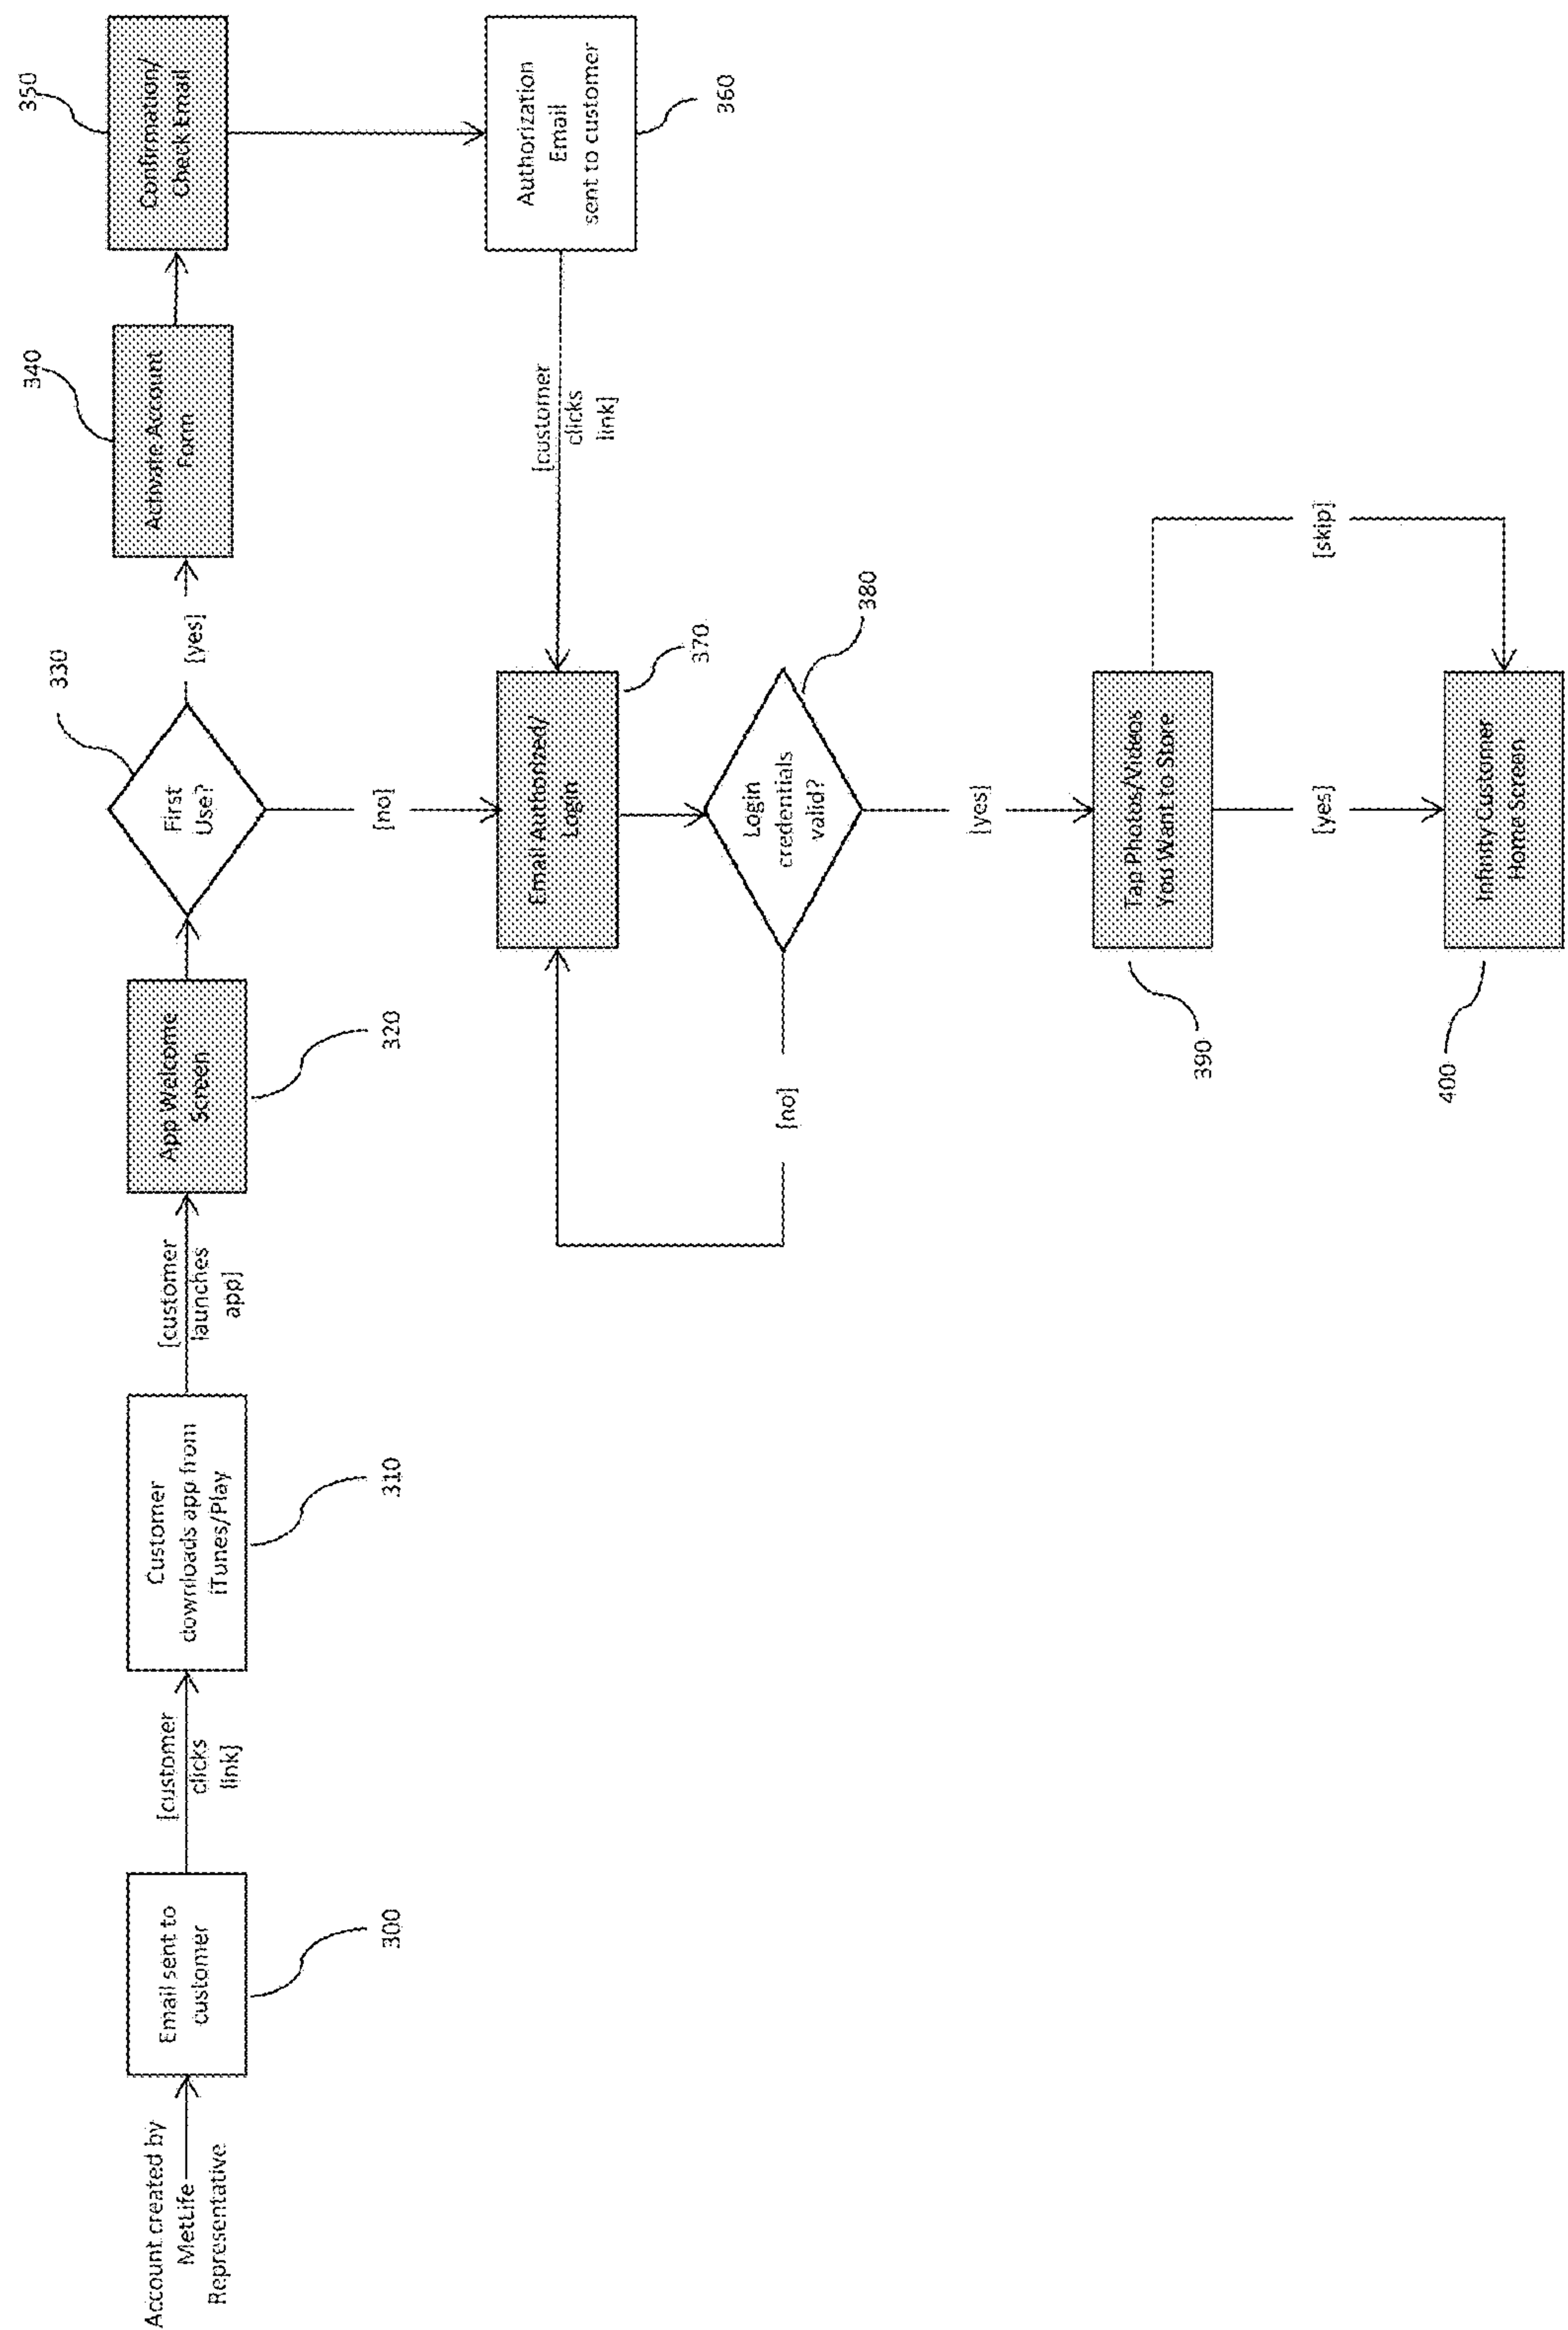 Account created by
MetLife
Representative
Email sent to
customer
300
[customer
clicks
link]
Customer
downloads app from
iTunes/Play
310
[customer
launches
app]
App Welcome
Screen
320
First
Use?
330
[yes]
Activate Account
Form
340
Confirmation/
Check Email
350
Authorization
Email
sent to customer
360
[customer
clicks
link]
[no]
Email Authorized/
Login
370
Login
credentials
valid?
380
[no]
[yes]
Tap Photos/Videos
You Want to Store
390
[yes]
[skip]
Infinity Customer
Home Screen
400